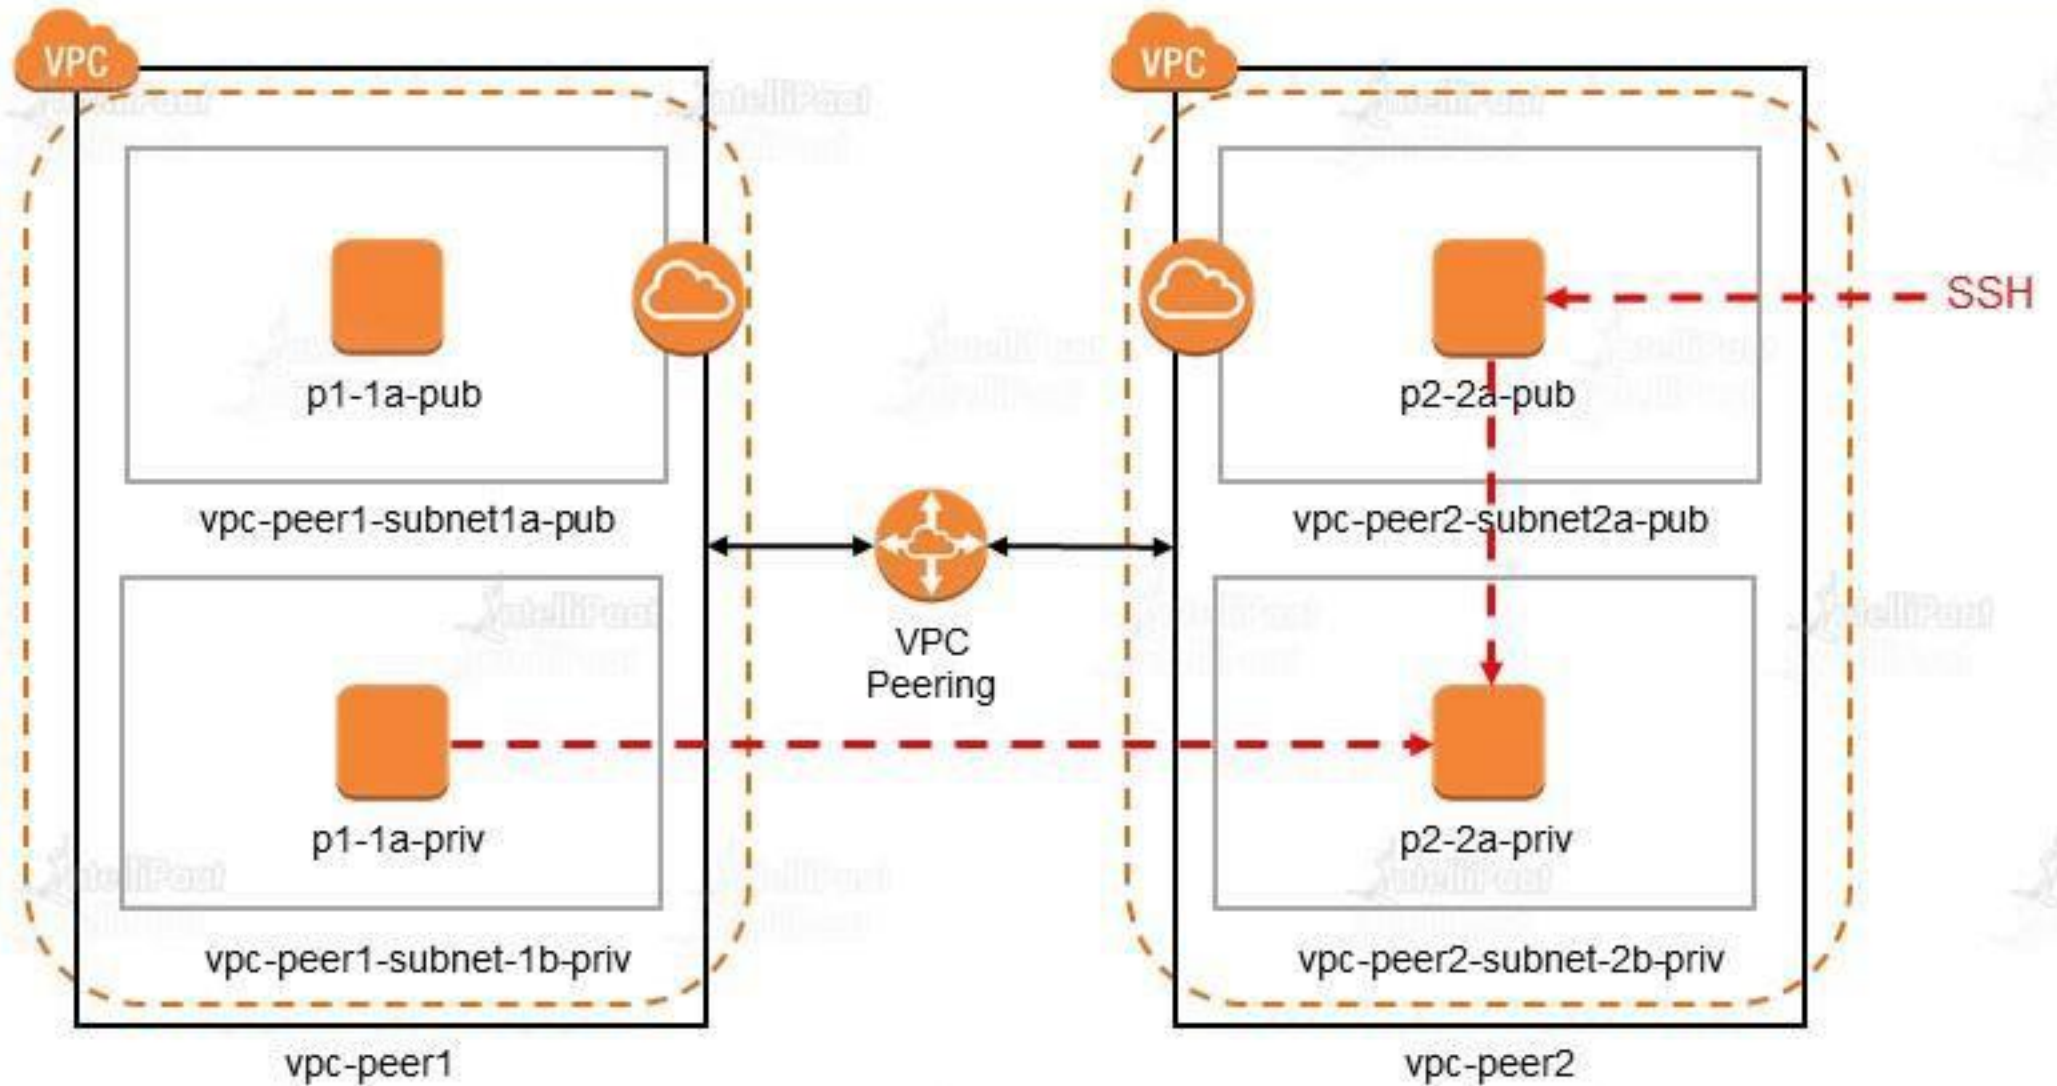 VPC
VPC
p1-1a-pub
p2-2a-pub
SSH
vpc-peer1-subnet1a-pub
vpc-peer2-subnet2a-pub
VPC
Peering
p1-1a-priv
p2-2a-priv
vpc-peer1-subnet-1b-priv
vpc-peer2-subnet-2b-priv
vpc-peer1
vpc-peer2